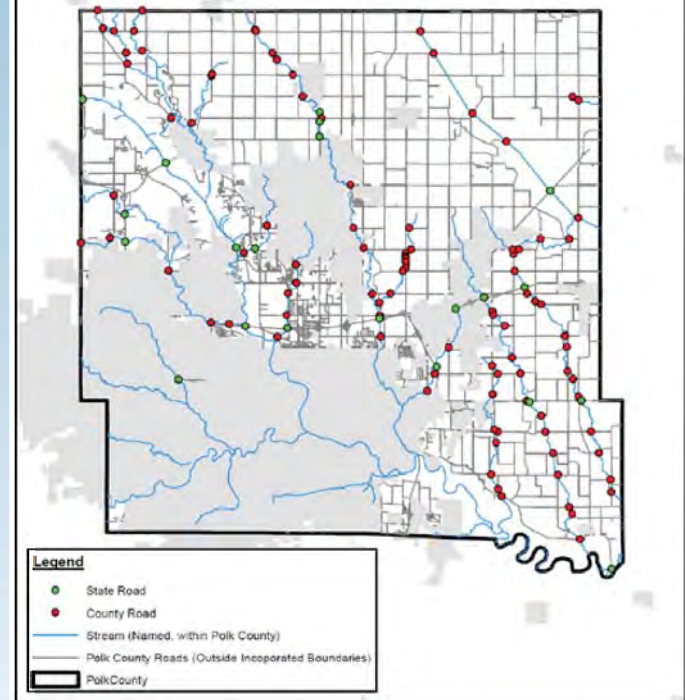 Legend
State Road
County Road
Stream (Named, within Polk County)
Polk County Roads (Outside Incoporated Boundaries)
PolkCounty